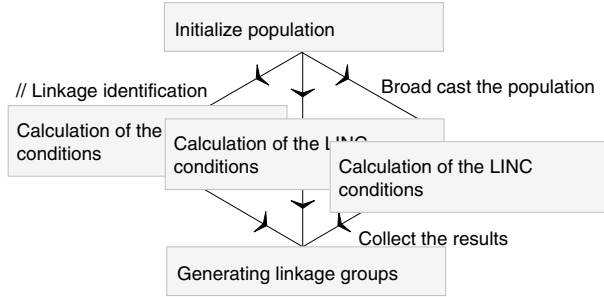 Initialize population
// Linkage identification
Broad cast the population
Calculation of the
conditions
Calculation of the LINC
conditions
Calculation of the LINC
conditions
Collect the results
Generating linkage groups